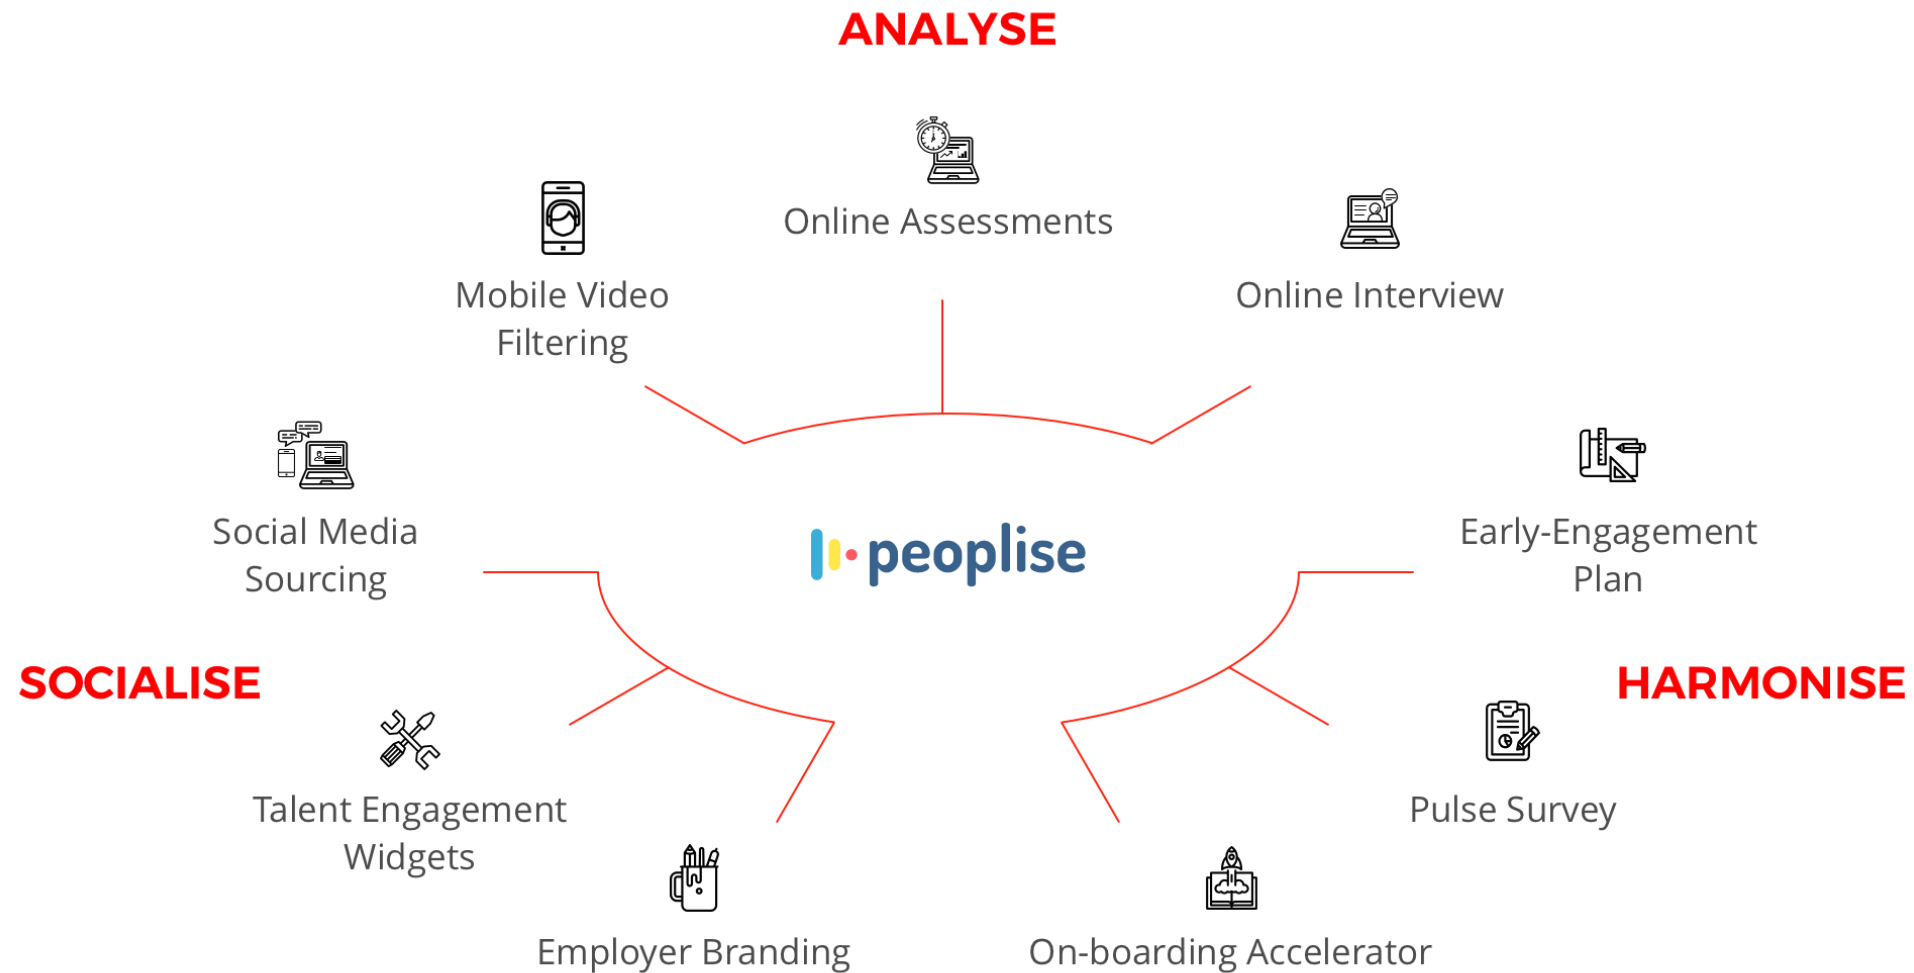 ANALYSE
Online Assessments
Mobile Video
Filtering
Online Interview
Social Media
Sourcing
peoplise
Early-Engagement
Plan
SOCIALISE
HARMONISE
Talent Engagement
Widgets
Pulse Survey
Employer Branding
On-boarding Accelerator